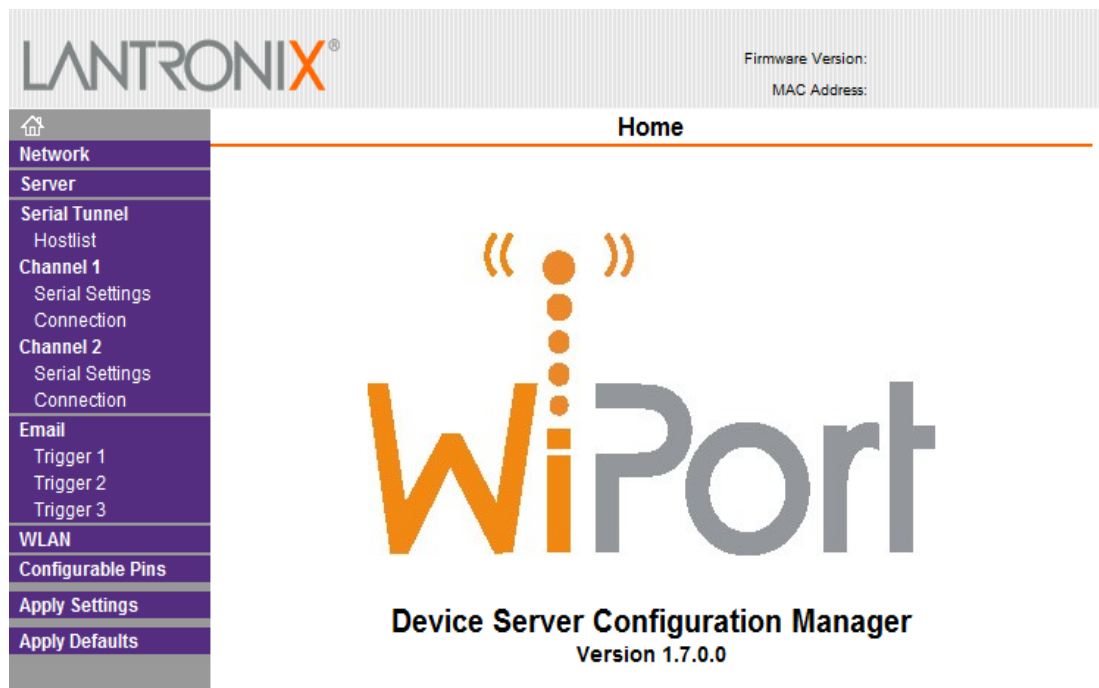 LANTRONIX®
Firmware Version:
MAC Address:
Home
Network
Server
Serial Tunnel
Hostlist
Channel 1
Serial Settings
Connection
Channel 2
Serial Settings
Connection
Email
Trigger 1
Trigger 2
Trigger 3
WLAN
Configurable Pins
Apply Settings
Apply Defaults
WiPort
Device Server Configuration Manager
Version 1.7.0.0